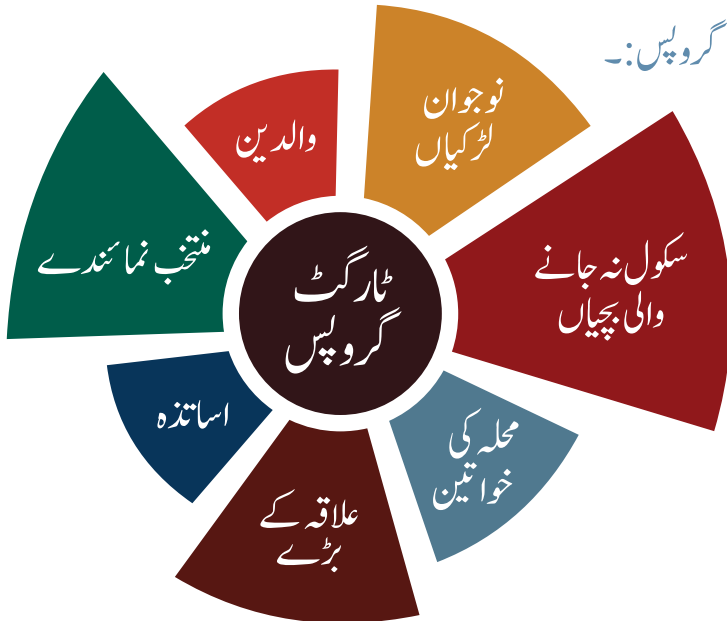 گروپس:۔
نوجوان
لڑکیاں
والدین
سکول نہ جانے
والی بچیاں
منتخب نمائندے
ٹارگٹ
گروپس
محلہ کی
خواتین
اساتذہ
علاقہ کے
بڑے